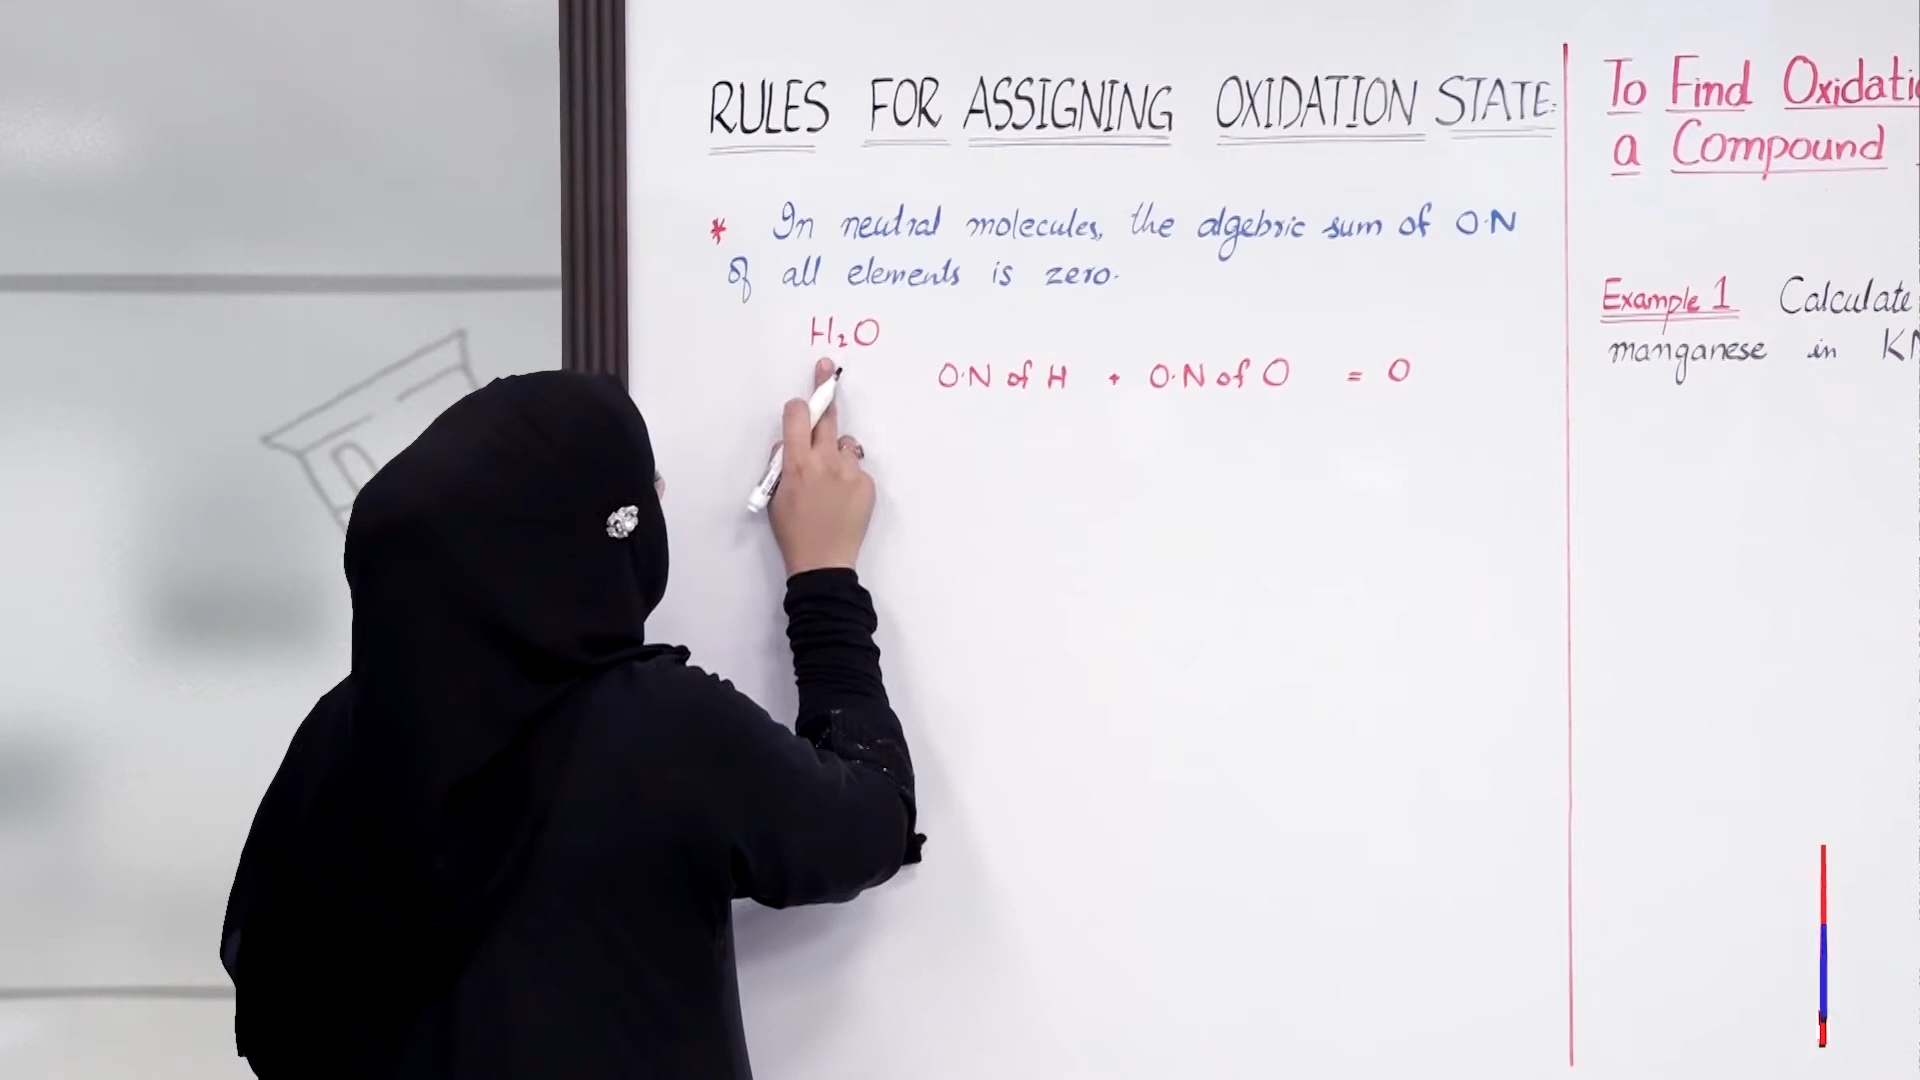 RULES FOR ASSIGNING OXIDATION STATE:
* In neutral molecules, the algebric sum of O.N
of all elements is zero.
H₂O
O.N of H + O.N of O = 0
To Find
a Compound
Example 1 Calculate
manganese in